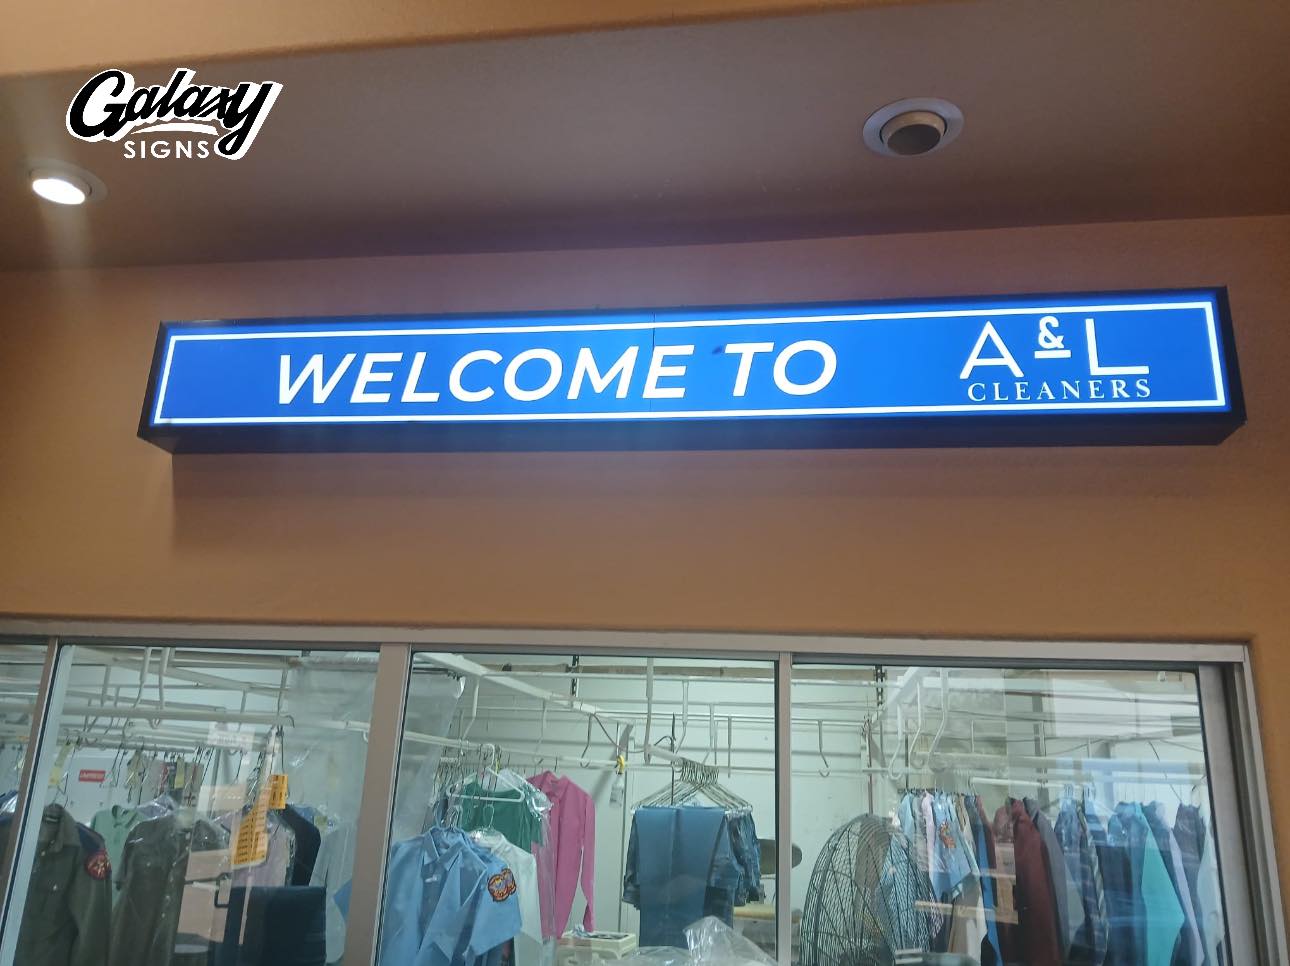 Galaxy
SIGNS
WELCOME TO
A & L
CLEANERS